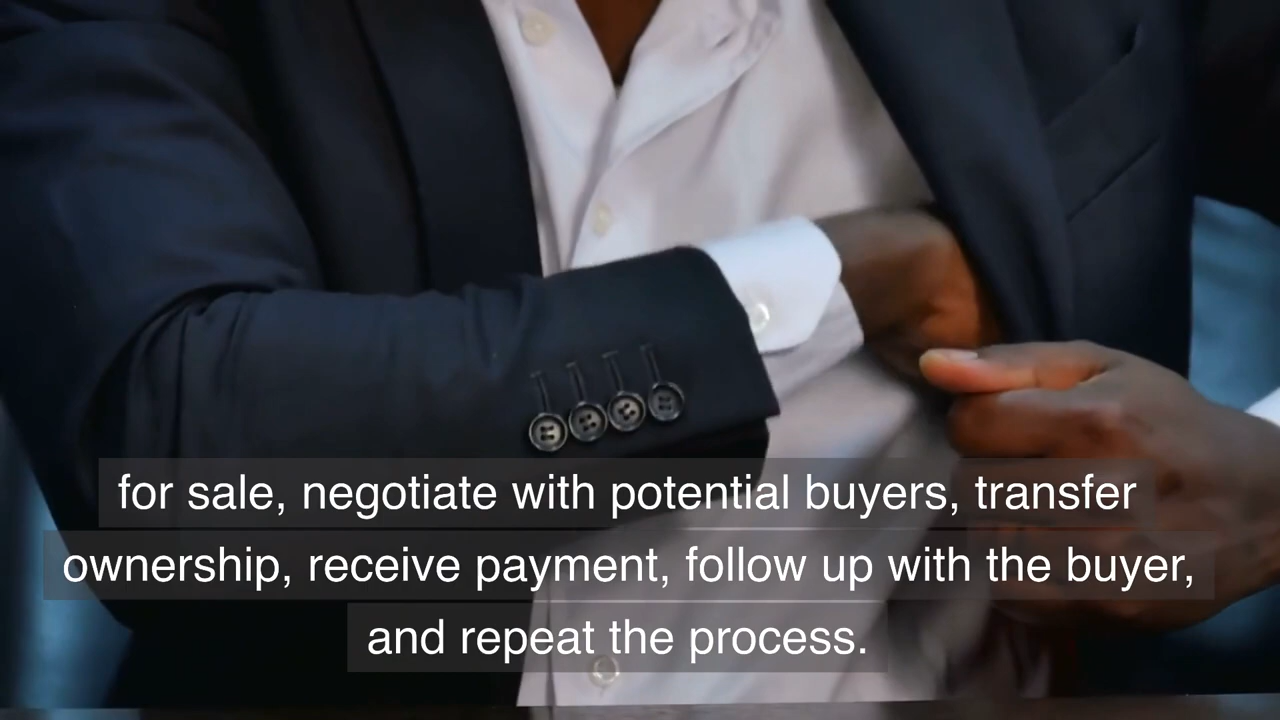 for sale, negotiate with potential buyers, transfer
ownership, receive payment, follow up with the buyer,
and repeat the process.